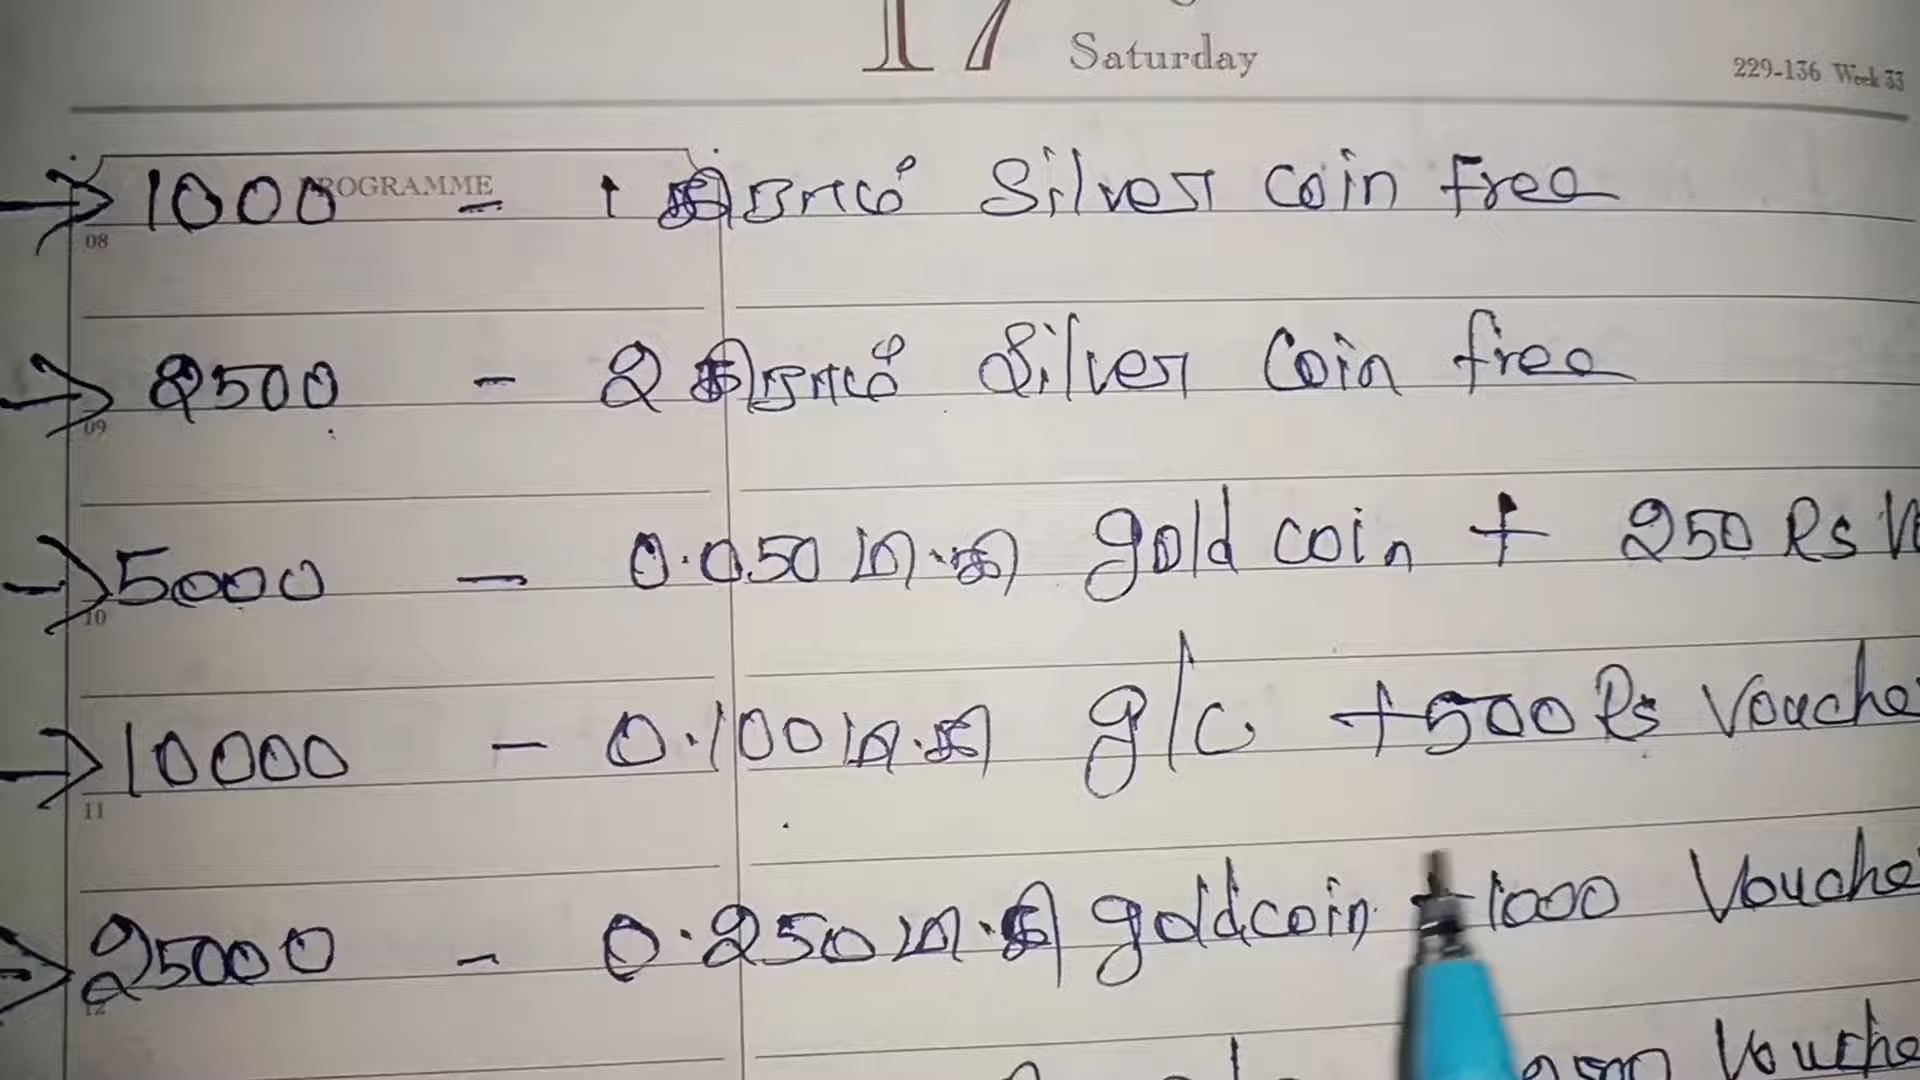 17 Saturday
229-136 Week 33
PROGRAMME
1000 - 1 கிராம் Silver coin free
08
2500 - 2 கிராம் Silver Coin free
09
5000 - 0.050 மி.கி gold coin + 250 Rs
10
10000 - 0.100 மி.கி g/c +500 Rs Vouche
11
25000 - 0.250 மி.கி goldcoin + 1000 Vouche
12
Vouche